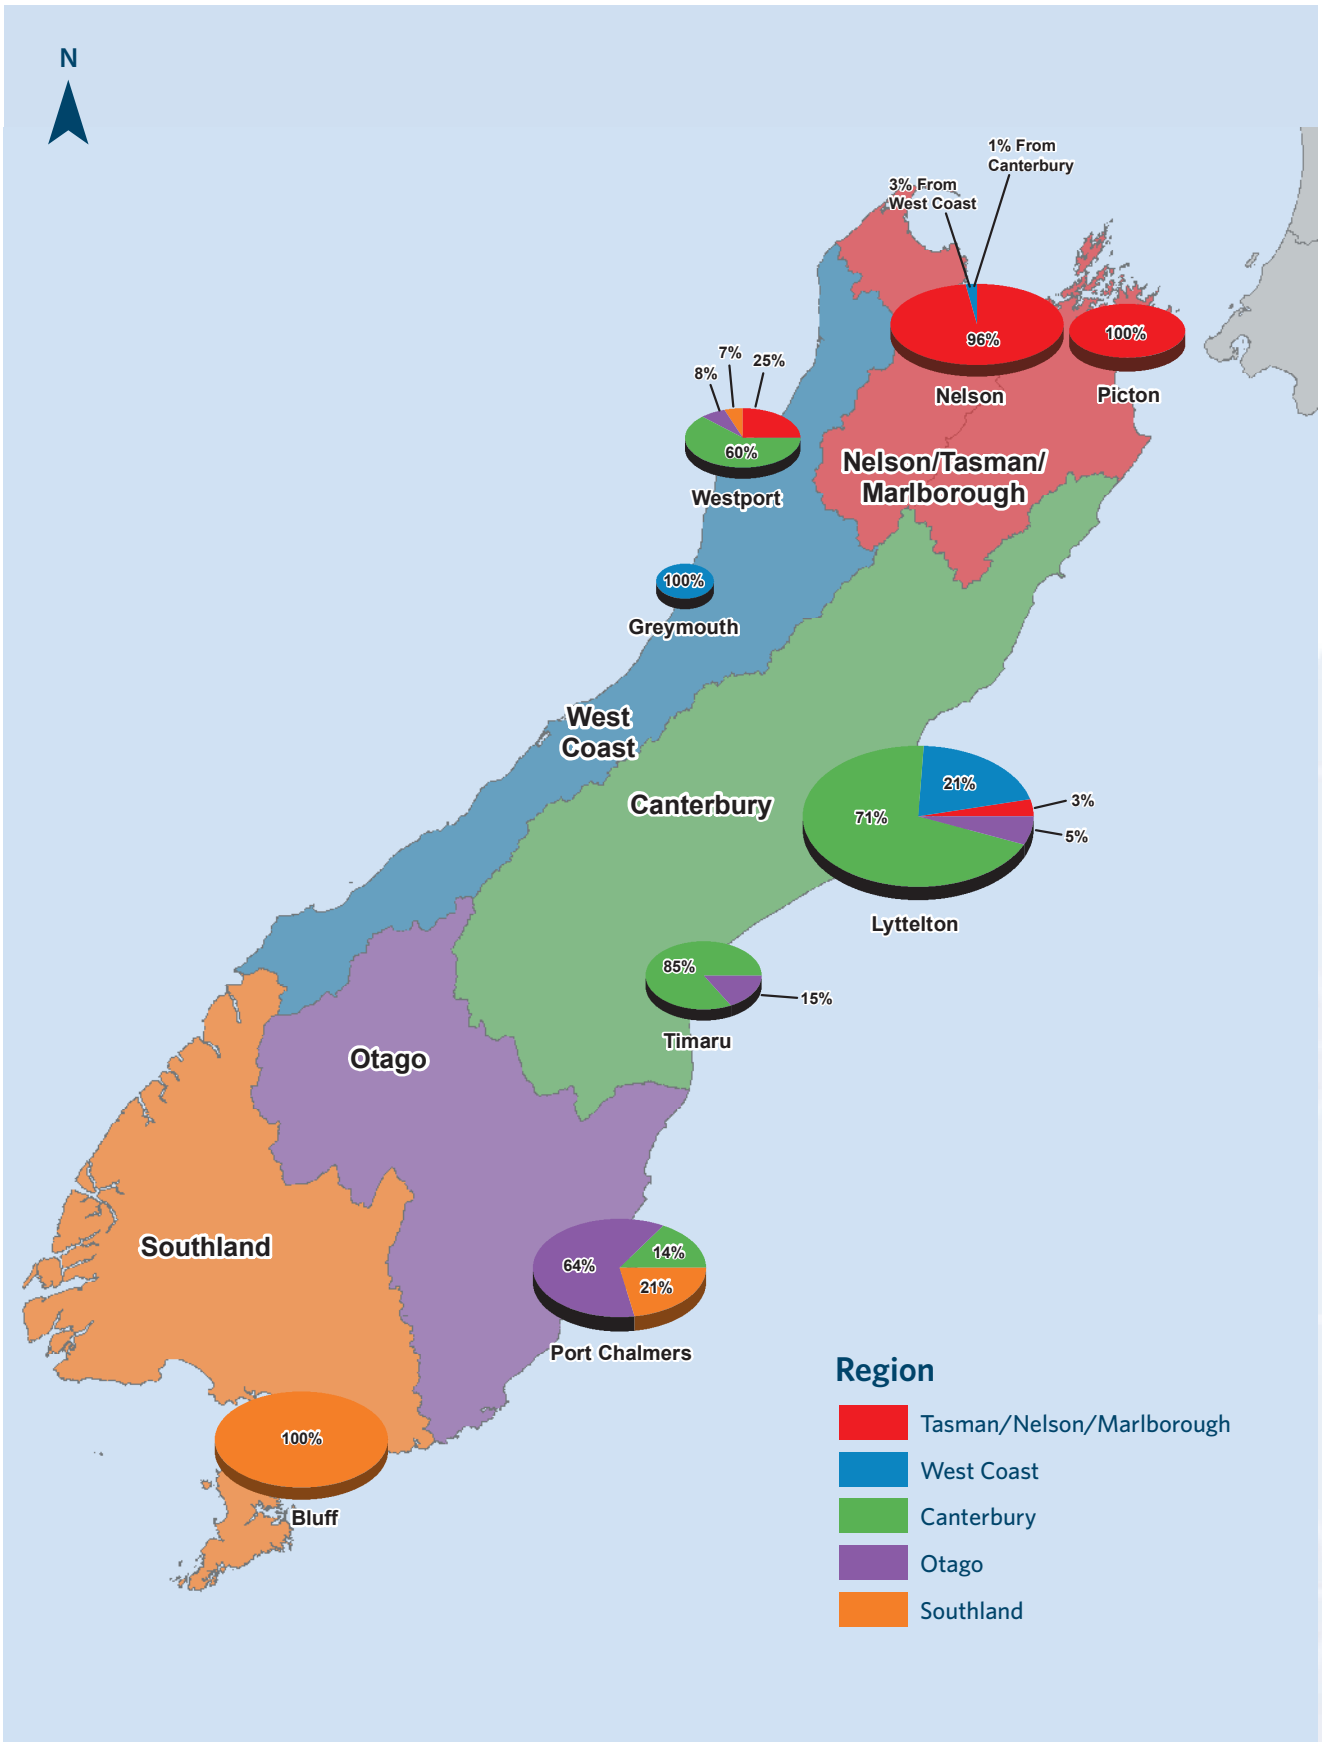 N
1% From
Canterbury
3% From
West Coast
96%
Nelson
100%
Picton
7%
25%
8%
60%
Westport
Nelson/Tasman/
Marlborough
100%
Greymouth
West
Coast
Canterbury
21%
3%
71%
5%
Lyttelton
85%
15%
Timaru
Otago
Southland
14%
64%
21%
Port Chalmers
100%
Bluff
Region
Tasman/Nelson/Marlborough
West Coast
Canterbury
Otago
Southland